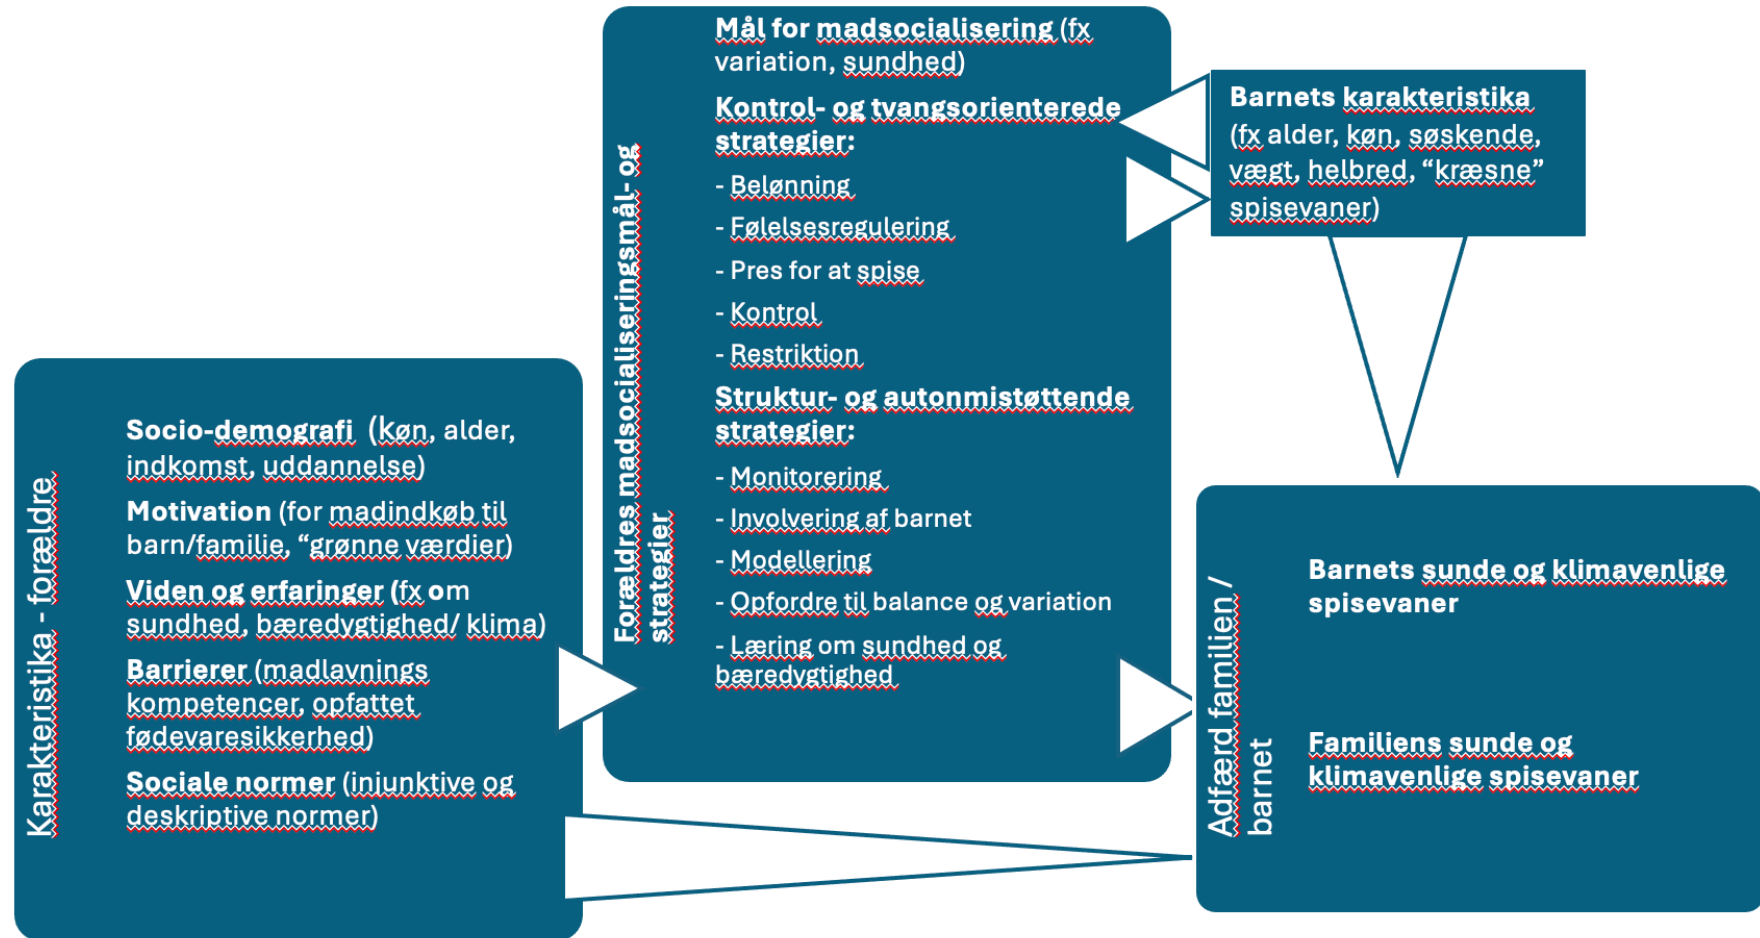 Karakteristika - forældre
Socio-demografi  (køn, alder,
indkomst, uddannelse)
Motivation (for madindkøb til
barn/familie, “grønne værdier)
Viden og erfaringer (fx om
sundhed, bæredygtighed/ klima)
Barrierer (madlavnings
kompetencer, opfattet
fødevaresikkerhed)
Sociale normer (injunktive og
deskriptive normer)
Forældres madsocialiseringsmål- og
strategier
Mål for madsocialisering (fx
variation, sundhed)
Kontrol- og tvangsorienterede
strategier:
- Belønning
- Følelsesregulering
- Pres for at spise
- Kontrol
- Restriktion
Struktur- og autonmistøttende
strategier:
- Monitorering
- Involvering af barnet
- Modellering
- Opfordre til balance og variation
- Læring om sundhed og
bæredygtighed
Barnets karakteristika
(fx alder, køn, søskende,
vægt, helbred, “kræsne”
spisevaner)
Adfærd familien /
barnet
Barnets sunde og klimavenlige
spisevaner
Familiens sunde og
klimavenlige spisevaner